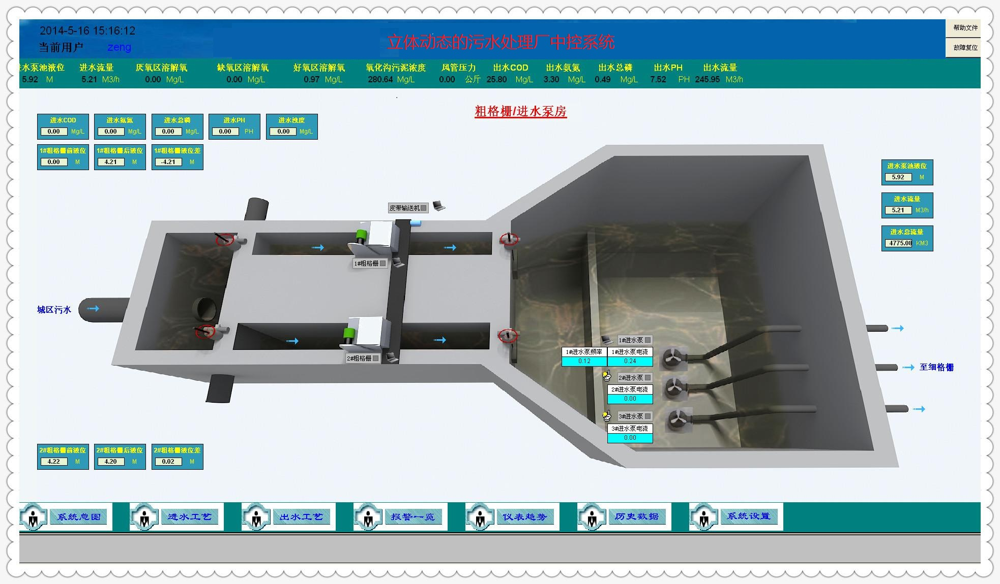 2014-5-16 15:16:12
当前用户 zeng
立体动态的污水处理厂中控系统
帮助文件
故障复位
进水泵池液位 进水流量 厌氧区溶解氧 缺氧区溶解氧 好氧区溶解氧 氧化沟污泥浓度 风管压力 出水COD 出水氨氮 出水总磷 出水PH 出水流量
5.92 M 5.21 M3/h 0.00 Mg/L 0.00 Mg/L 0.97 Mg/L 280.64 Mg/L 0.00 公斤 25.80 Mg/L 3.30 Mg/L 0.49 Mg/L 7.52 PH 245.95 M3/h
粗格栅/进水泵房
进水COD 进水氨氮 进水总磷 进水PH 进水浊度
0.00 Mg/L 0.00 Mg/L 0.00 Mg/L 0.00 PH 0.00 Mg/L
1#粗格栅前液位 1#粗格栅后液位 1#粗格栅液位差
0.00 M 4.21 M -4.21 M
进水泵池液位
5.92 M
进水流量
5.21 M3/h
进水总流量
4775.08 KM3
皮带输送机
1#粗格栅
城区污水
2#粗格栅
1#进水泵
1#进水泵频率 1#进水泵电流
0.12 0.24
2#进水泵
2#进水泵电流
0.00
3#进水泵
3#进水泵电流
0.00
至细格栅
2#粗格栅前液位 2#粗格栅后液位 2#粗格栅液位差
4.22 M 4.20 M 0.02 M
系统总图 进水工艺 出水工艺 报警一览 仪表趋势 历史数据 系统设置